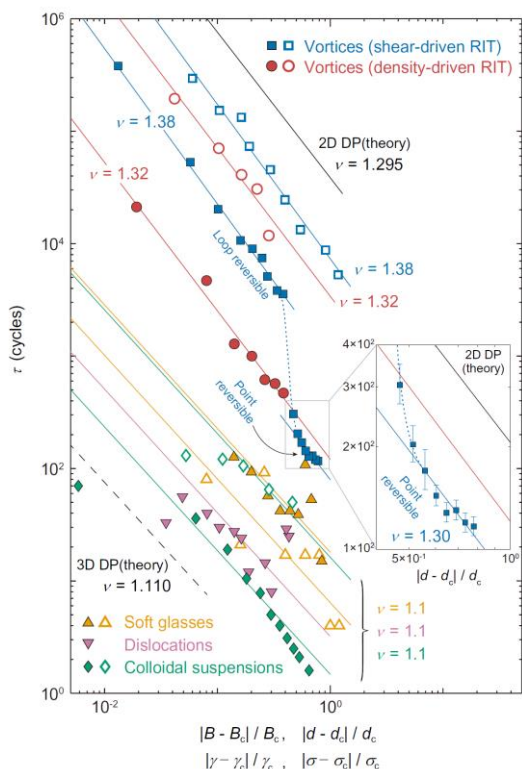 10⁶
Vortices (shear-driven RIT)
Vortices (density-driven RIT)
2D DP(theory)
ν = 1.295
ν = 1.38
ν = 1.32
10⁴
Loop reversible
ν = 1.38
ν = 1.32
τ (cycles)
4×10²
2D DP
(theory)
3×10²
2×10²
Point
reversible
ν = 1.30
1×10²
5×10⁻¹
|d - d_c| / d_c
Point
reversible
10²
3D DP(theory)
ν = 1.110
Soft glasses
Dislocations
Colloidal suspensions
ν = 1.1
ν = 1.1
ν = 1.1
10⁰
10⁻²
10⁻¹
10⁰
|B - B_c| / B_c, |d - d_c| / d_c
|γ – γ_c| / γ_c, |σ – σ_c| / σ_c